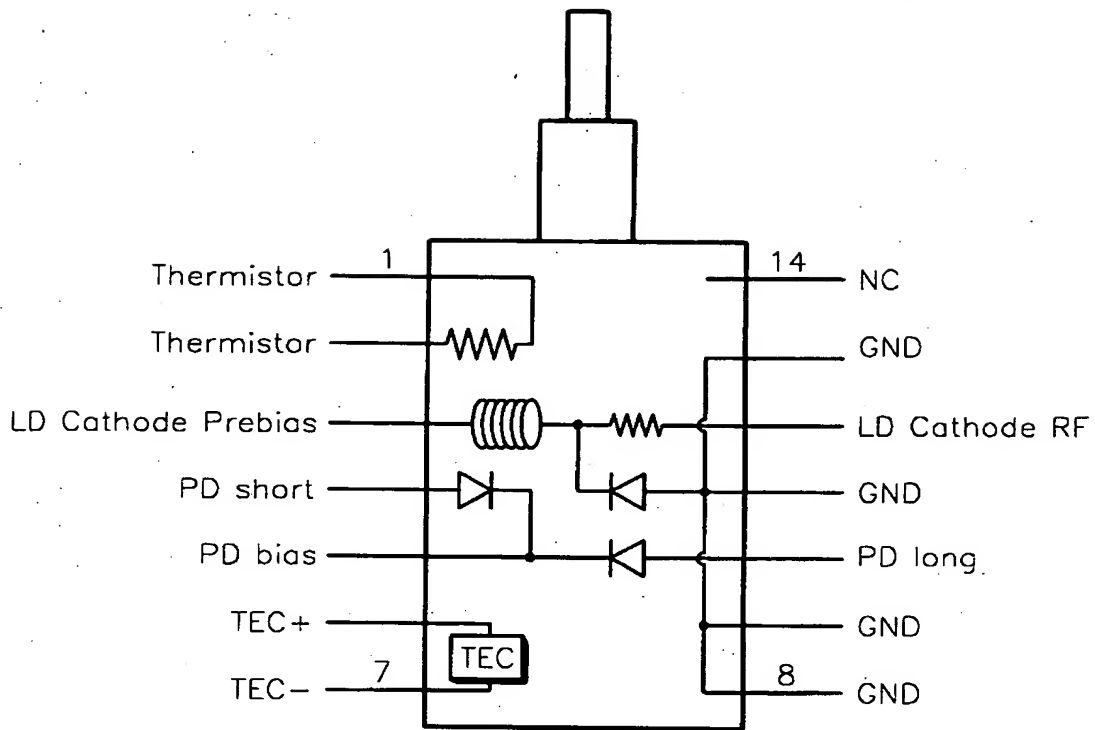 1
Thermistor
14
NC
Thermistor
GND
LD Cathode Prebias
LD Cathode RF
PD short
GND
PD bias
PD long
TEC+
GND
TEC
TEC-
7
8
GND